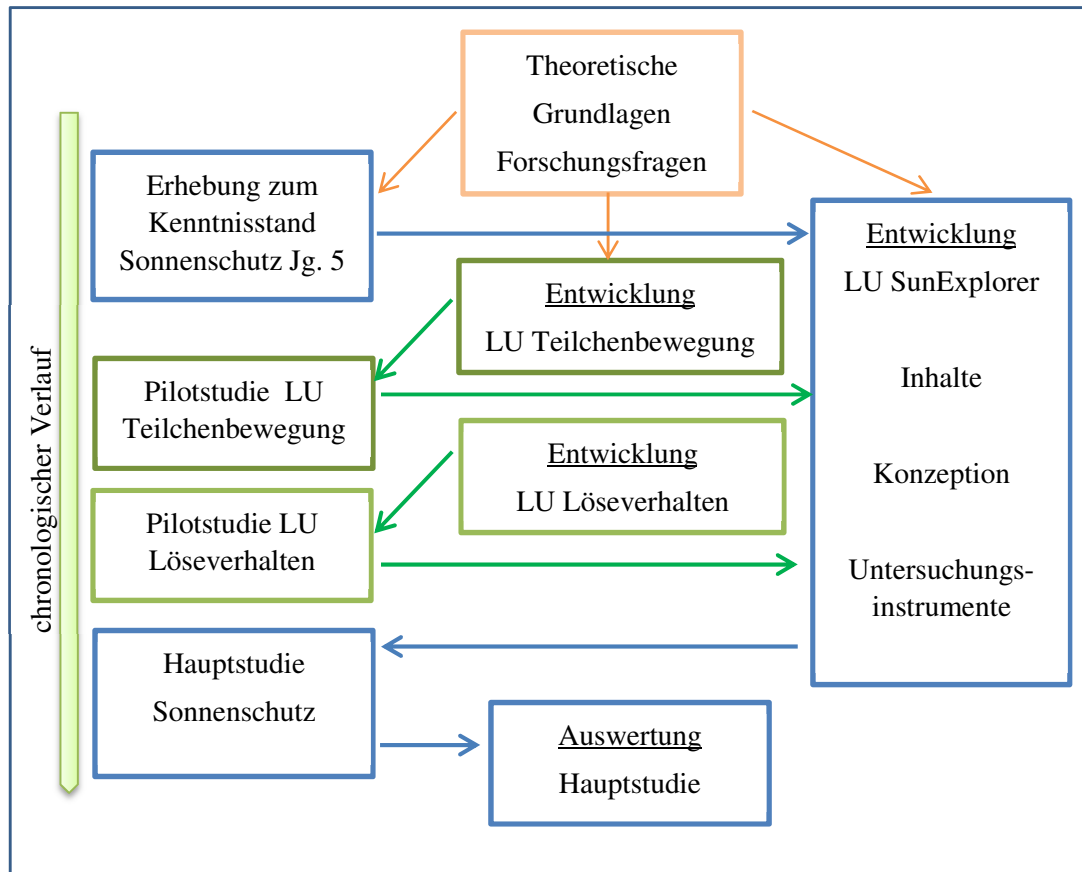 Theoretische
Grundlagen
Forschungsfragen
Erhebung zum
Kenntnisstand
Sonnenschutz Jg. 5
Entwicklung
LU SunExplorer
Inhalte
Konzeption
Untersuchungs-
instrumente
Entwicklung
LU Teilchenbewegung
Pilotstudie LU
Teilchenbewegung
Entwicklung
LU Löseverhalten
Pilotstudie LU
Löseverhalten
Hauptstudie
Sonnenschutz
Auswertung
Hauptstudie
chronologischer Verlauf